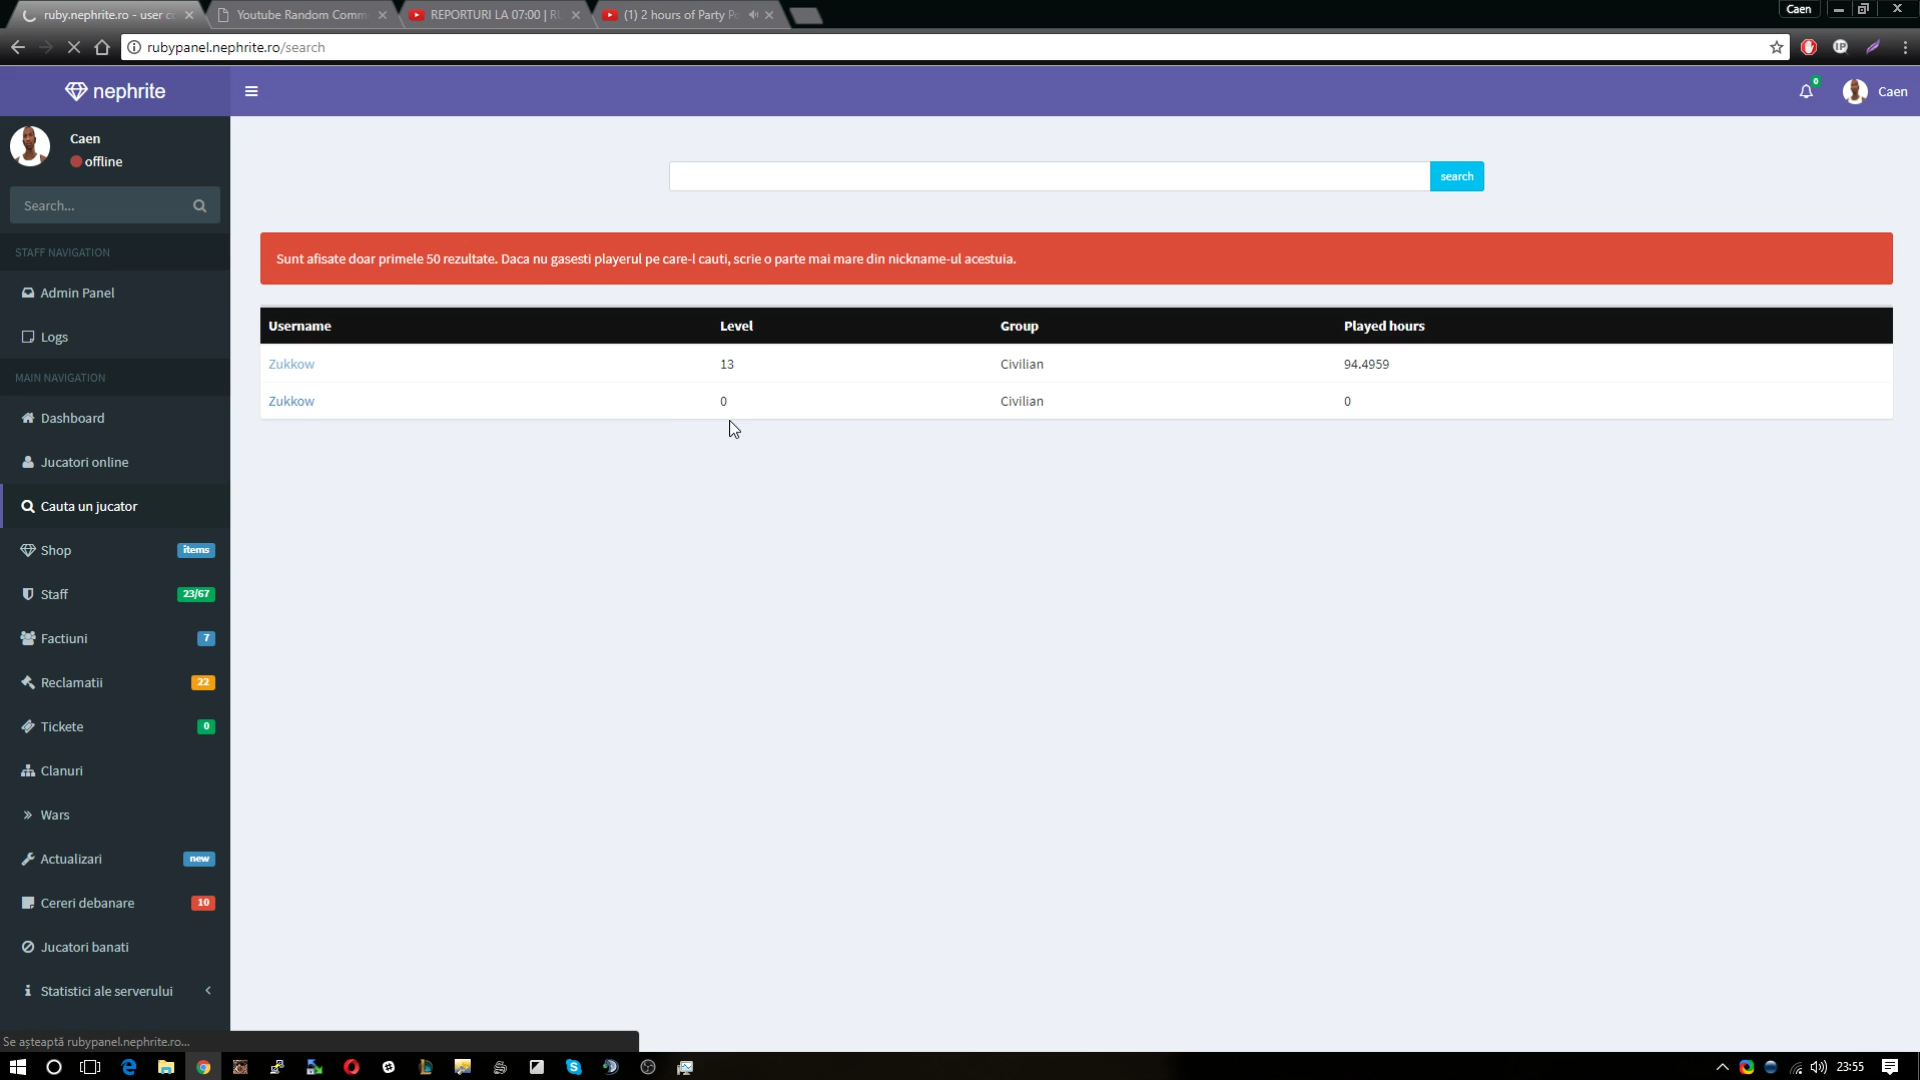 ruby.nephrite.ro - user c
Youtube Random Comm
REPORTURI LA 07:00 | R
(1) 2 hours of Party P
Caen
rubypanel.nephrite.ro/search
IP
nephrite
0
Caen
Caen
offline
Search...
search
STAFF NAVIGATION
Admin Panel
Logs
MAIN NAVIGATION
Dashboard
Jucatori online
Cauta un jucator
Shop items
Staff 23/67
Factiuni 7
Reclamatii 22
Tickete 0
Clanuri
Wars
Actualizari new
Cereri debanare 10
Jucatori banati
Statistici ale serverului
Sunt afisate doar primele 50 rezultate. Daca nu gasesti playerul pe care-l cauti, scrie o parte mai mare din nickname-ul acestuia.
Username Level Group Played hours
Zukkow 13 Civilian 94.4959
Zukkow 0 Civilian 0
Se așteaptă rubypanel.nephrite.ro...
23:55